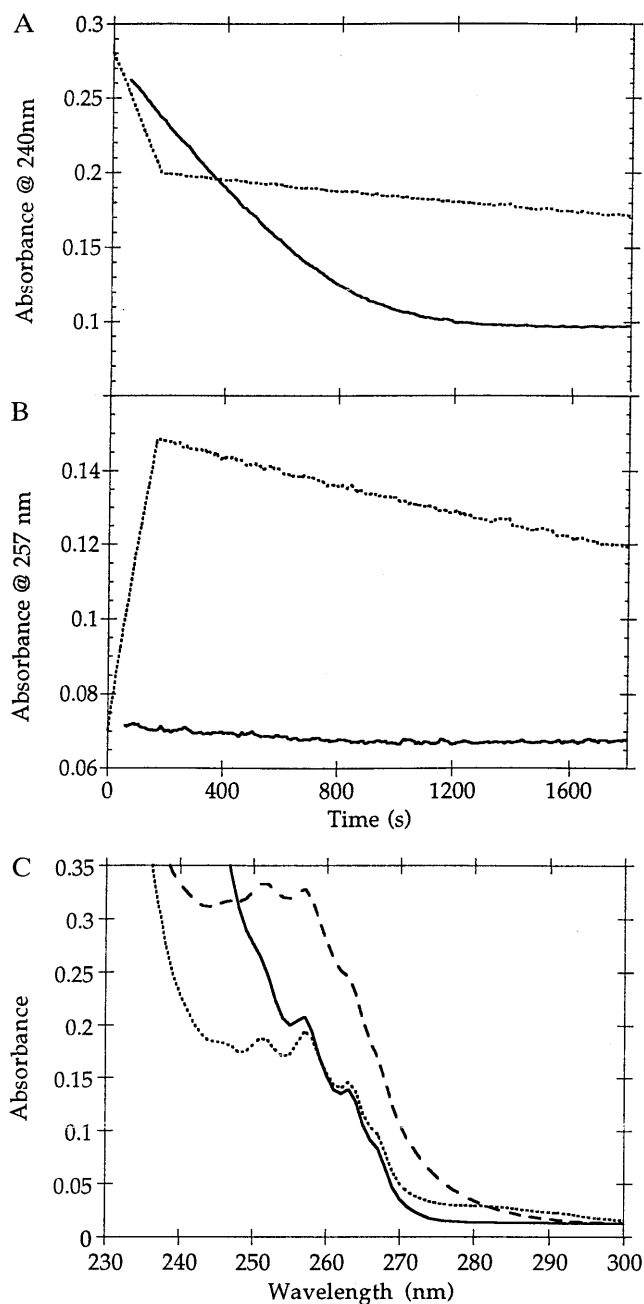 A
0.3
0.25
0.2
0.15
0.1
Absorbance @ 240nm
B
0.14
0.12
0.1
0.08
0.06
Absorbance @ 257 nm
0 400 800 1200 1600
Time (s)
C
0.35
0.3
0.25
0.2
0.15
0.1
0.05
0
Absorbance
230 240 250 260 270 280 290 300
Wavelength (nm)